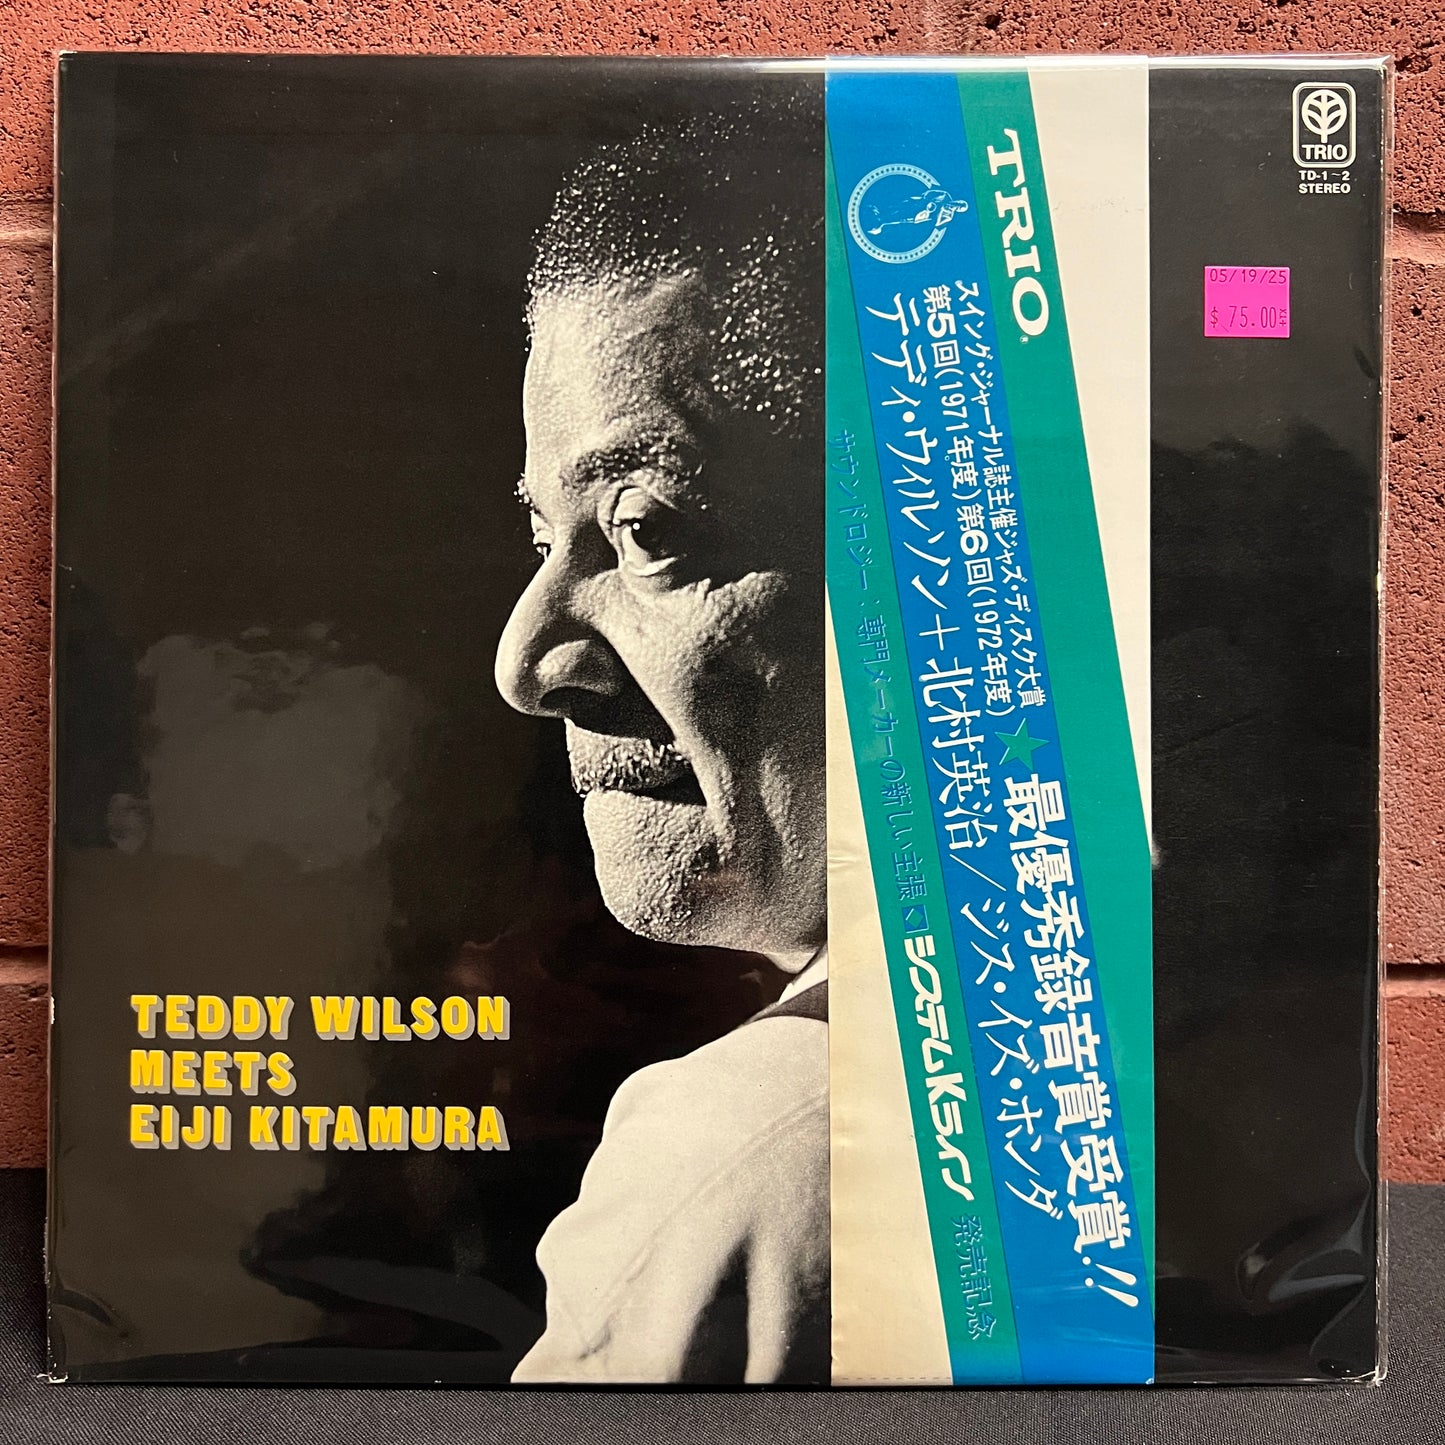 TRIO
TD-1~2
STEREO
05/19/25
$ 75.00
TRIO
スイング・ジャーナル誌主催ジャズ・ディスク大賞
第5回(1971年度)第6回(1972年度)
★最優秀録音賞受賞!!
テディ・ウィルソン+北村英治/ジス・イズ・ホンダ
サウンドロジー:専門メーカーの新しい主張◆システムKライン 発売記念
TEDDY WILSON
MEETS
EIJI KITAMURA